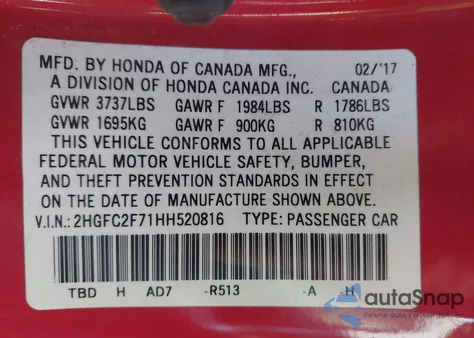 MFD. BY HONDA OF CANADA MFG., 02/'17
A DIVISION OF HONDA CANADA INC. CANADA
GVWR 3737LBS GAWR F 1984LBS R 1786LBS
GVWR 1695KG GAWR F 900KG R 810KG
THIS VEHICLE CONFORMS TO ALL APPLICABLE
FEDERAL MOTOR VEHICLE SAFETY, BUMPER,
AND THEFT PREVENTION STANDARDS IN EFFECT
ON THE DATE OF MANUFACTURE SHOWN ABOVE.
V.I.N.: 2HGFC2F71HH520816 TYPE: PASSENGER CAR
TBD H AD7 -R513 -A -H
autoSnap